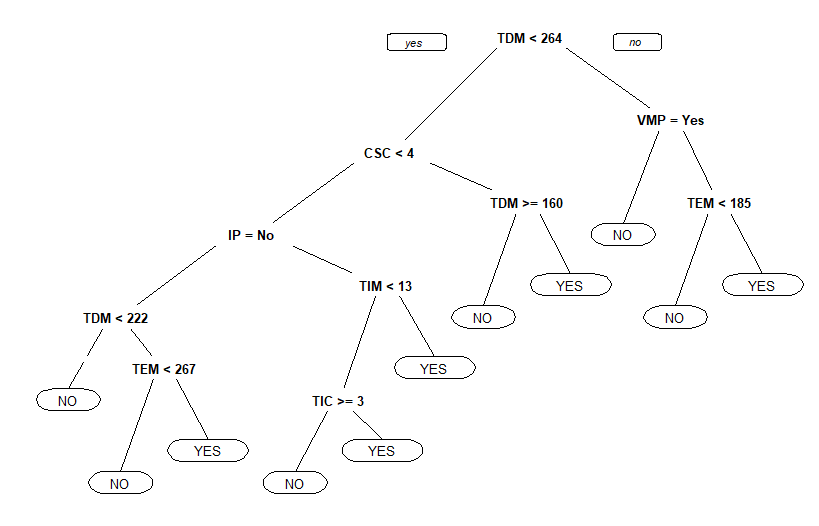 yes
TDM < 264
no
VMP = Yes
CSC < 4
TDM >= 160
TEM < 185
IP = No
NO
TIM < 13
YES
YES
TDM < 222
NO
NO
TEM < 267
YES
NO
TIC >= 3
YES
YES
NO
NO